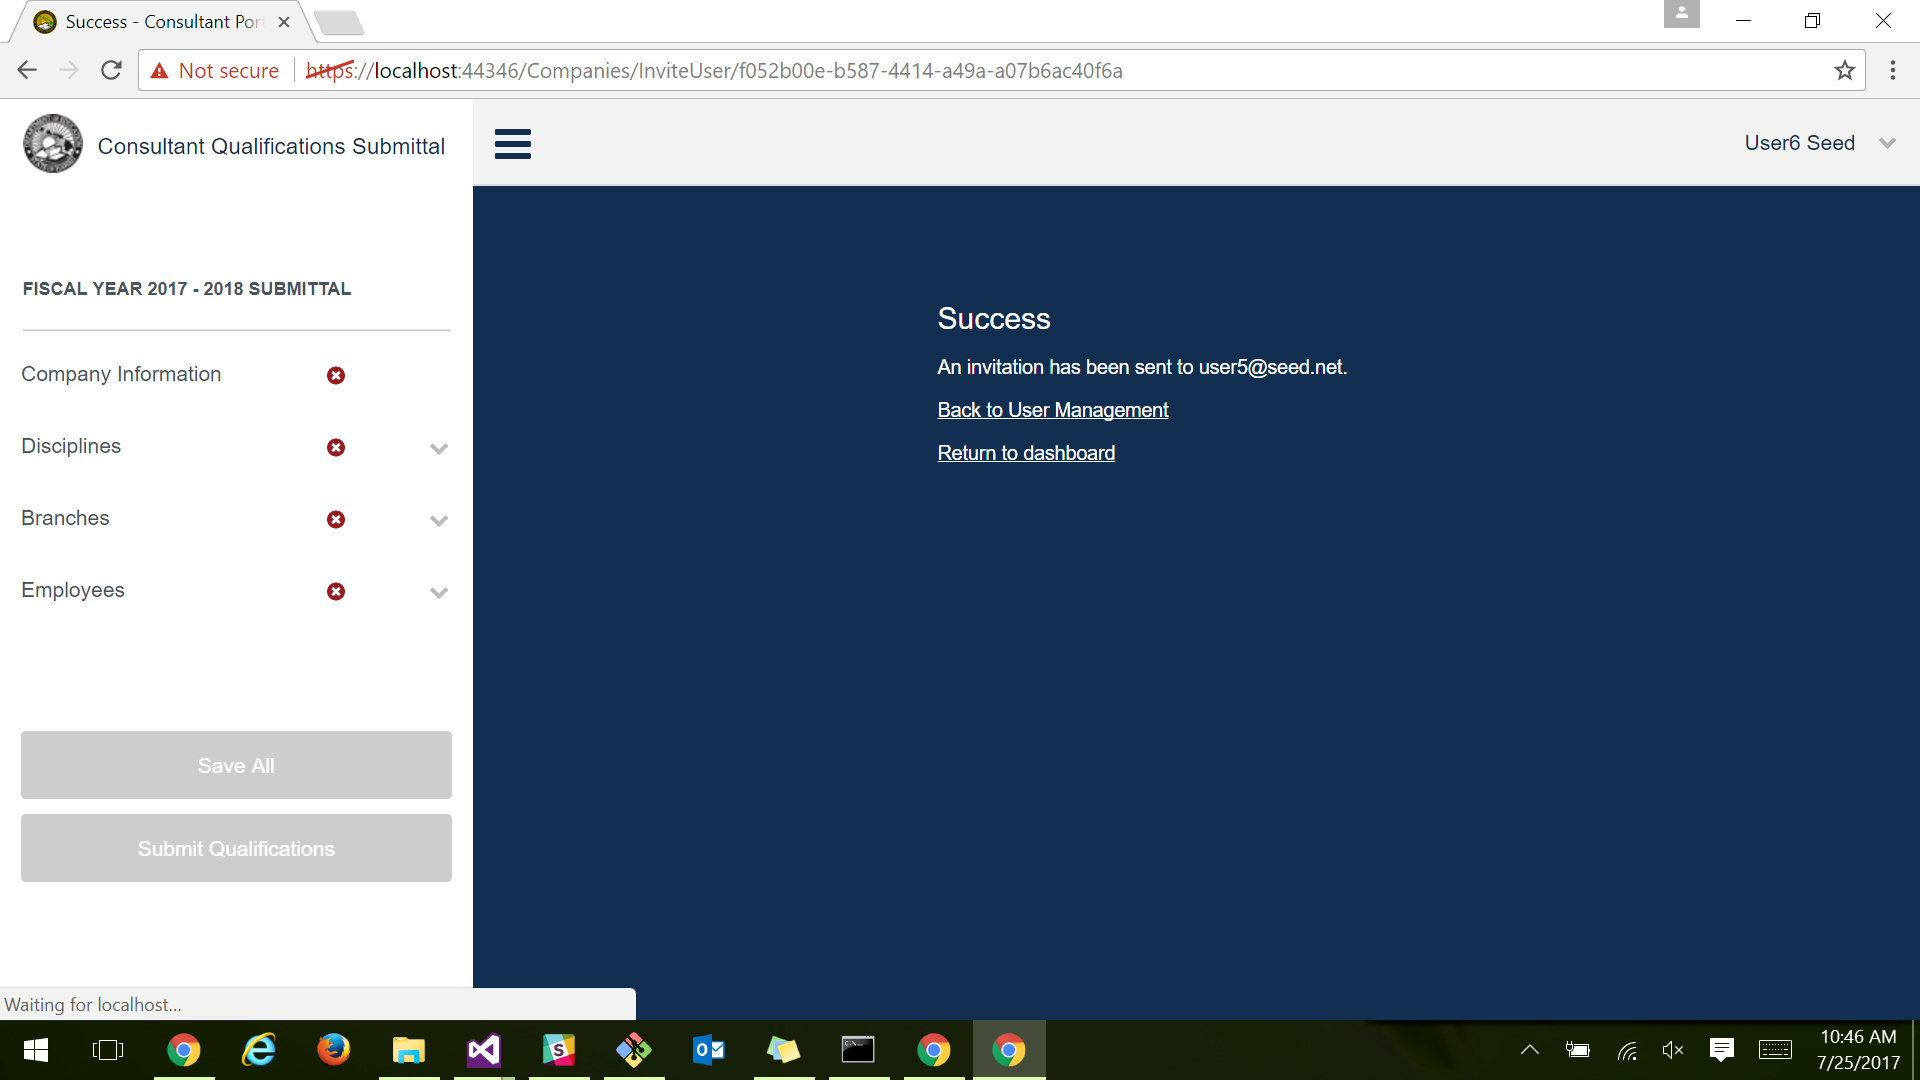 Success - Consultant Por
Not secure
https://localhost:44346/Companies/InviteUser/f052b00e-b587-4414-a49a-a07b6ac40f6a
Consultant Qualifications Submittal
User6 Seed
FISCAL YEAR 2017 - 2018 SUBMITTAL
Company Information
Disciplines
Branches
Employees
Save All
Submit Qualifications
Success
An invitation has been sent to user5@seed.net.
Back to User Management
Return to dashboard
Waiting for localhost...
10:46 AM
7/25/2017